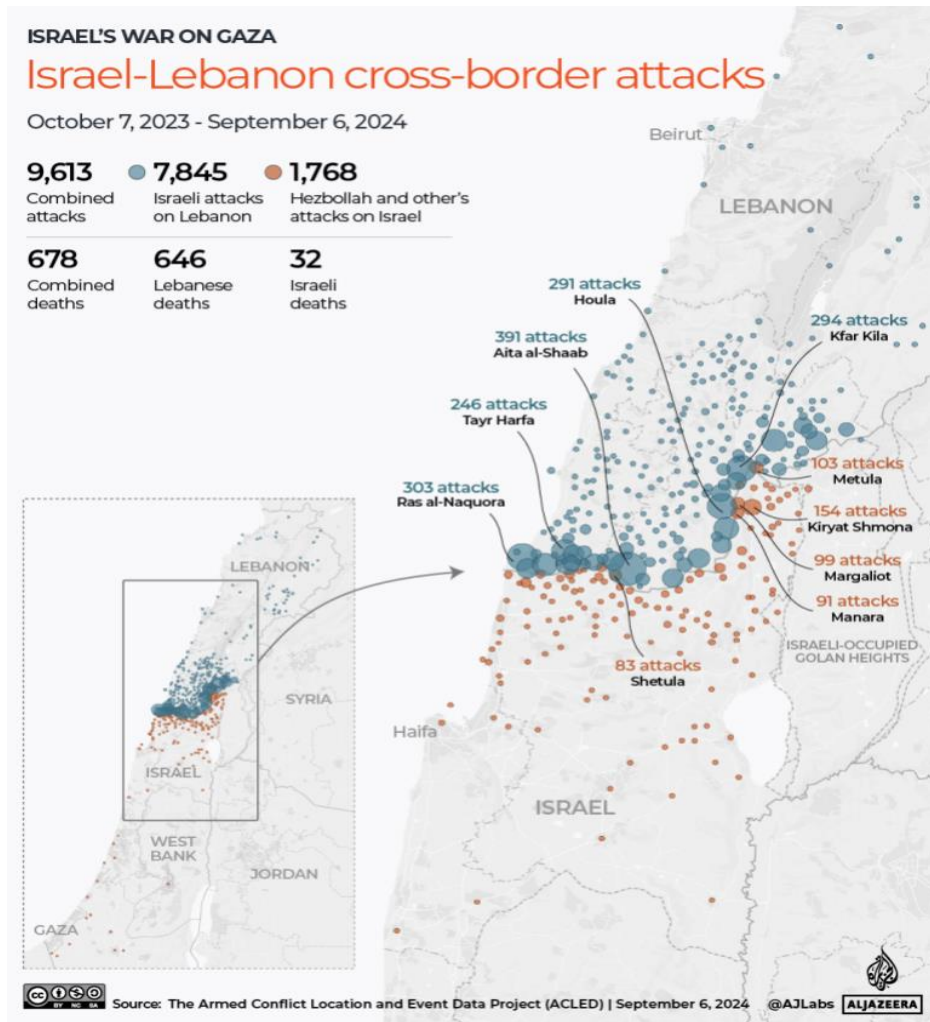 ISRAEL'S WAR ON GAZA
Israel-Lebanon cross-border attacks
October 7, 2023 - September 6, 2024
9,613
Combined
attacks
7,845
Israeli attacks
on Lebanon
1,768
Hezbollah and other's
attacks on Israel
678
Combined
deaths
646
Lebanese
deaths
32
Israeli
deaths
Beirut
LEBANON
291 attacks
Houla
294 attacks
Kfar Kila
391 attacks
Aita al-Shaab
246 attacks
Tayr Harfa
303 attacks
Ras al-Naquora
103 attacks
Metula
154 attacks
Kiryat Shmona
99 attacks
Margaliot
91 attacks
Manara
83 attacks
Shetula
ISRAELI-OCCUPIED
GOLAN HEIGHTS
Haifa
ISRAEL
LEBANON
SYRIA
ISRAEL
WEST
BANK
JORDAN
GAZA
CC BY NC SA
Source: The Armed Conflict Location and Event Data Project (ACLED) | September 6, 2024 @AJLabs ALJAZEERA